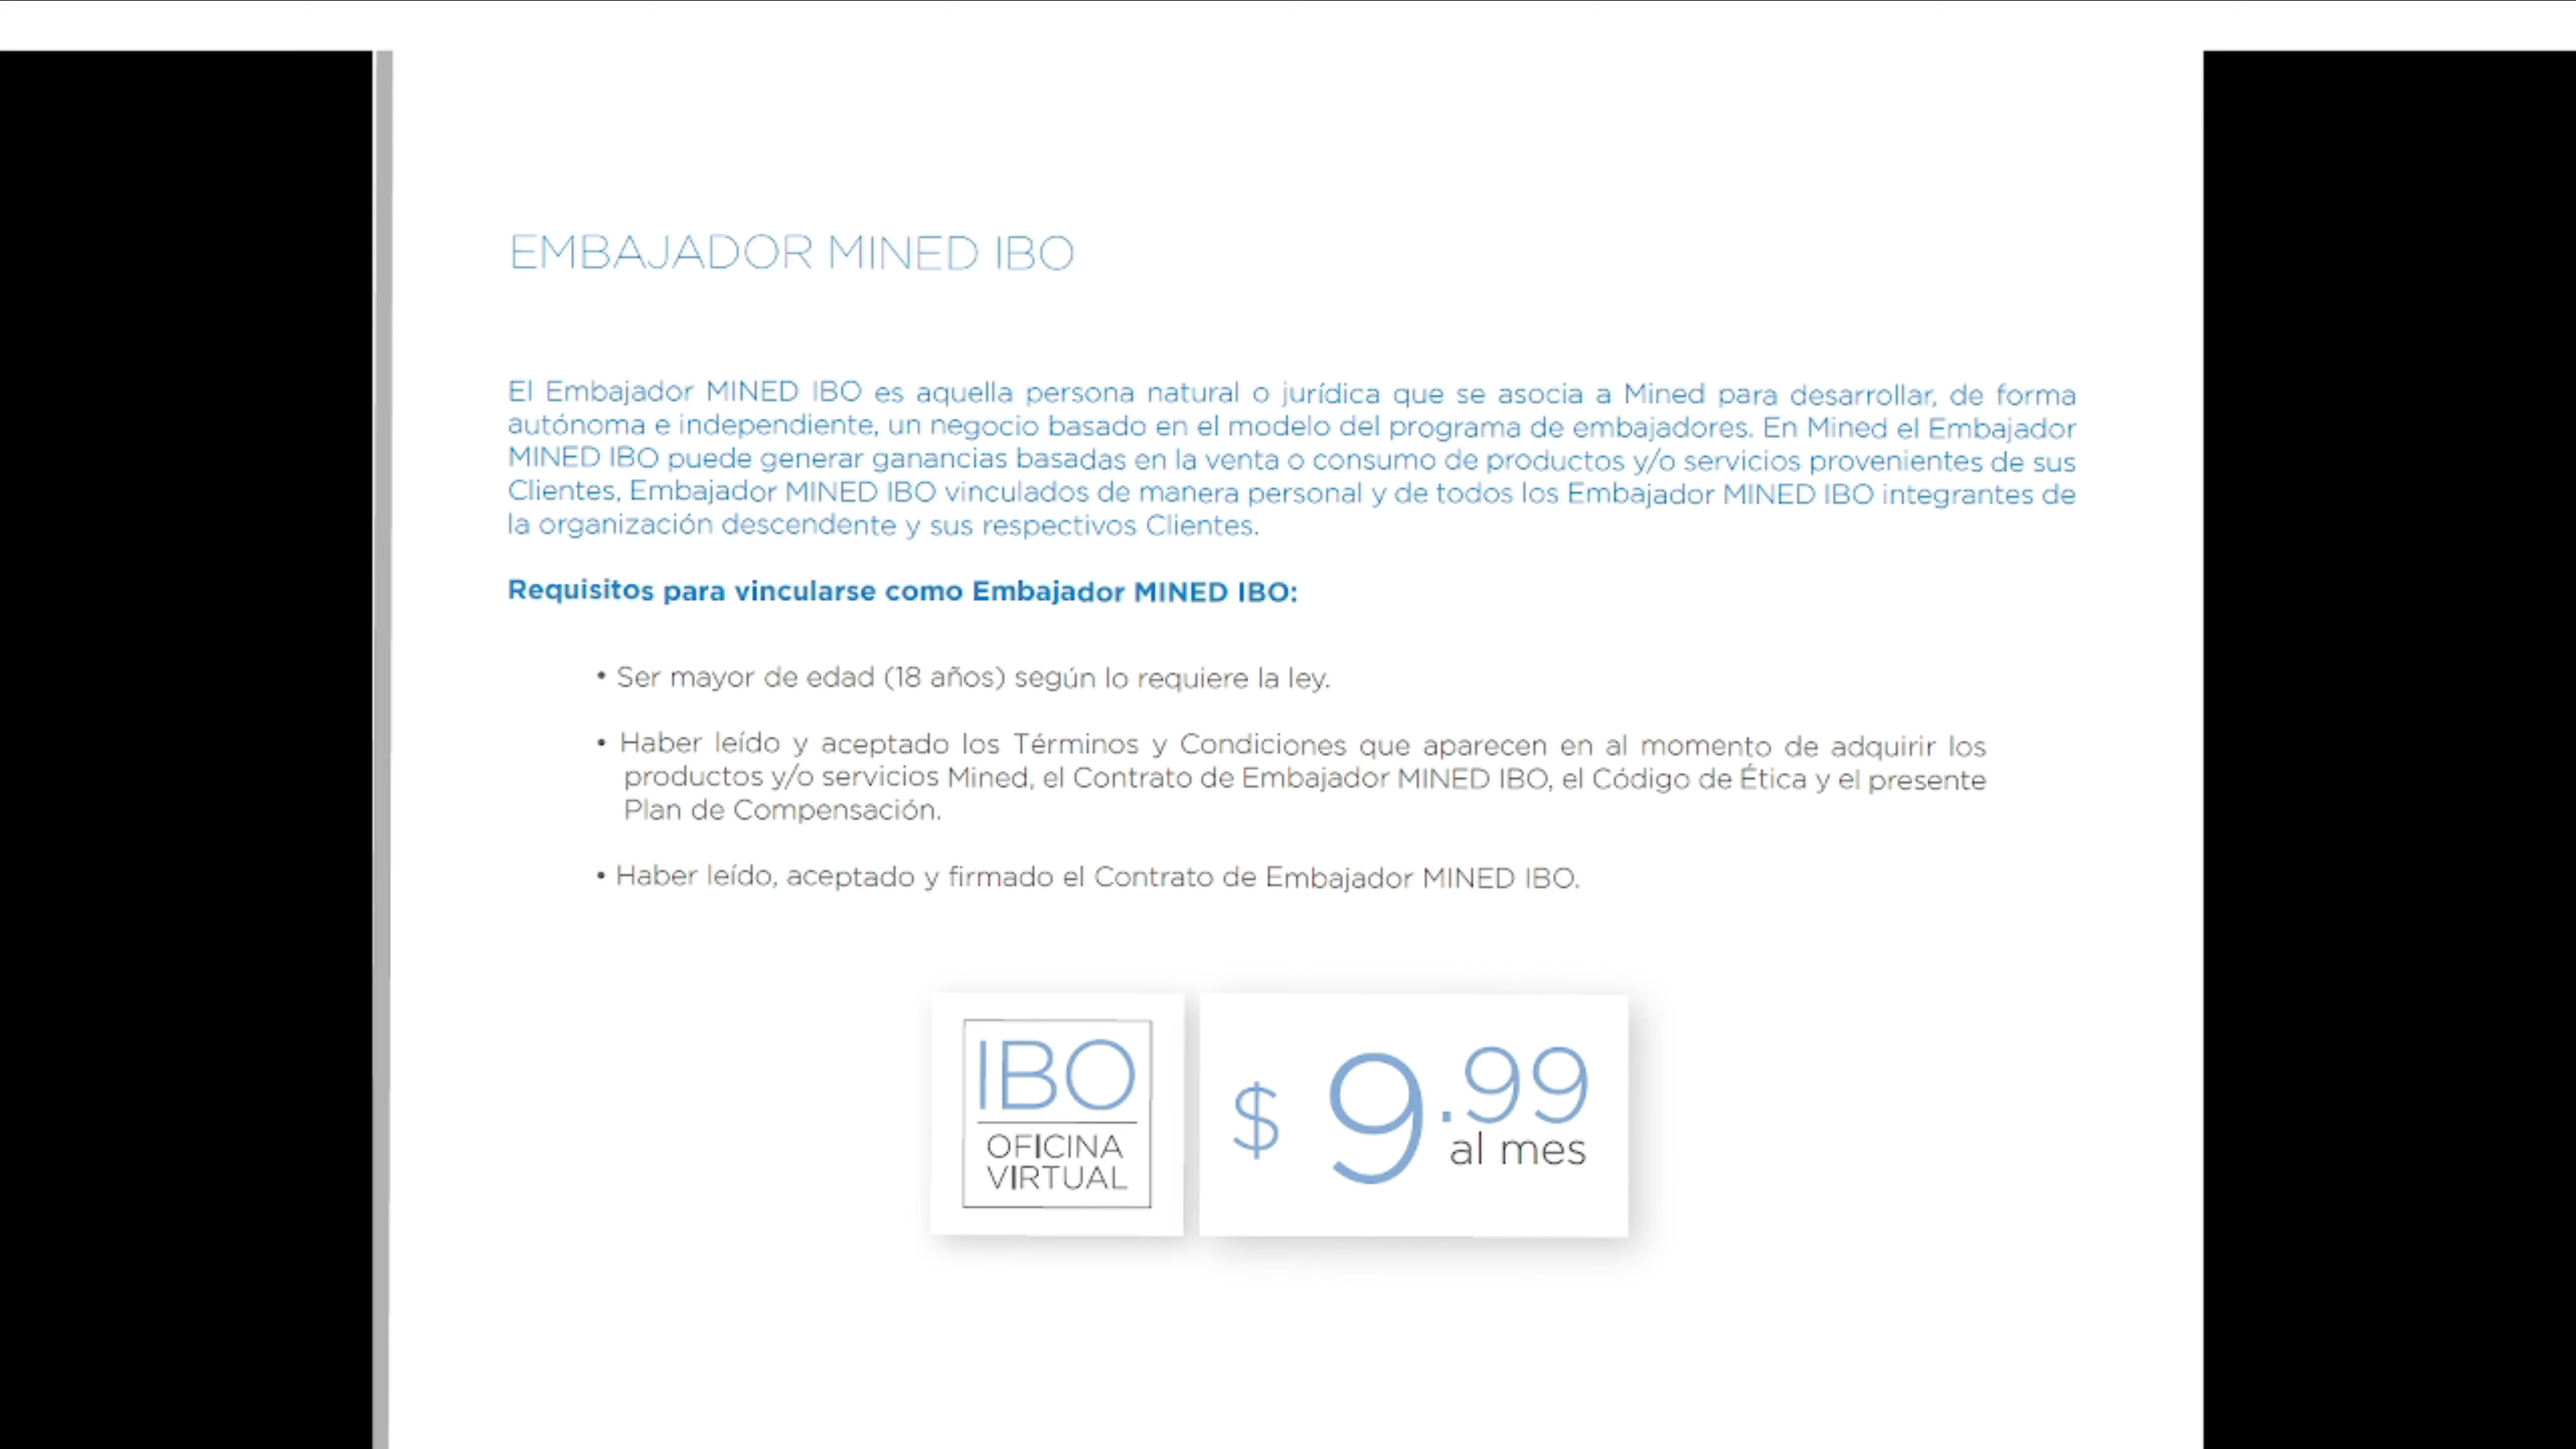 EMBAJADOR MINED IBO
El Embajador MINED IBO es aquella persona natural o jurídica que se asocia a Mined para desarrollar, de forma
autónoma e independiente, un negocio basado en el modelo del programa de embajadores. En Mined el Embajador
MINED IBO puede generar ganancias basadas en la venta o consumo de productos y/o servicios provenientes de sus
Clientes, Embajador MINED IBO vinculados de manera personal y de todos los Embajador MINED IBO integrantes de
la organización descendente y sus respectivos Clientes.
Requisitos para vincularse como Embajador MINED IBO:
• Ser mayor de edad (18 años) según lo requiere la ley.
• Haber leído y aceptado los Términos y Condiciones que aparecen en al momento de adquirir los
productos y/o servicios Mined, el Contrato de Embajador MINED IBO, el Código de Ética y el presente
Plan de Compensación.
• Haber leído, aceptado y firmado el Contrato de Embajador MINED IBO.
IBO
OFICINA
VIRTUAL
$ 9.99
al mes